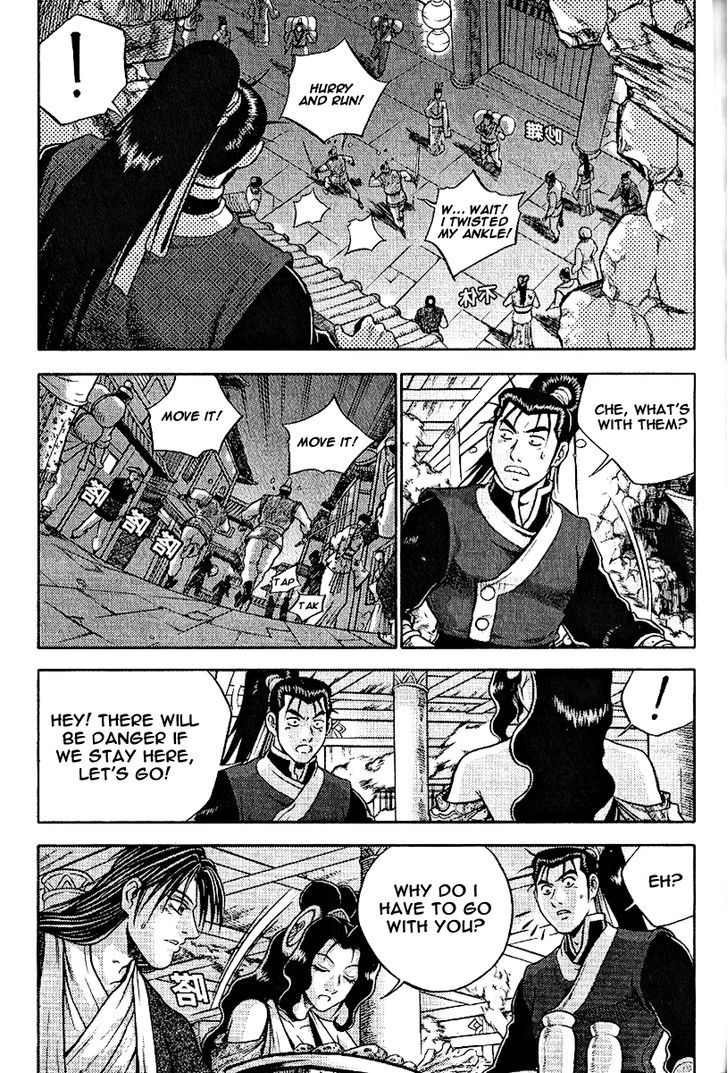 !
HURRY
AND RUN!
W... WAIT!
I TWISTED
MY ANKLE!
MOVE IT!
MOVE IT!
TAP
TAK
CHE, WHAT'S
WITH THEM?
HEY! THERE WILL
BE DANGER IF
WE STAY HERE,
LET'S GO!
!
WHY DO I
HAVE TO GO
WITH YOU?
EH?